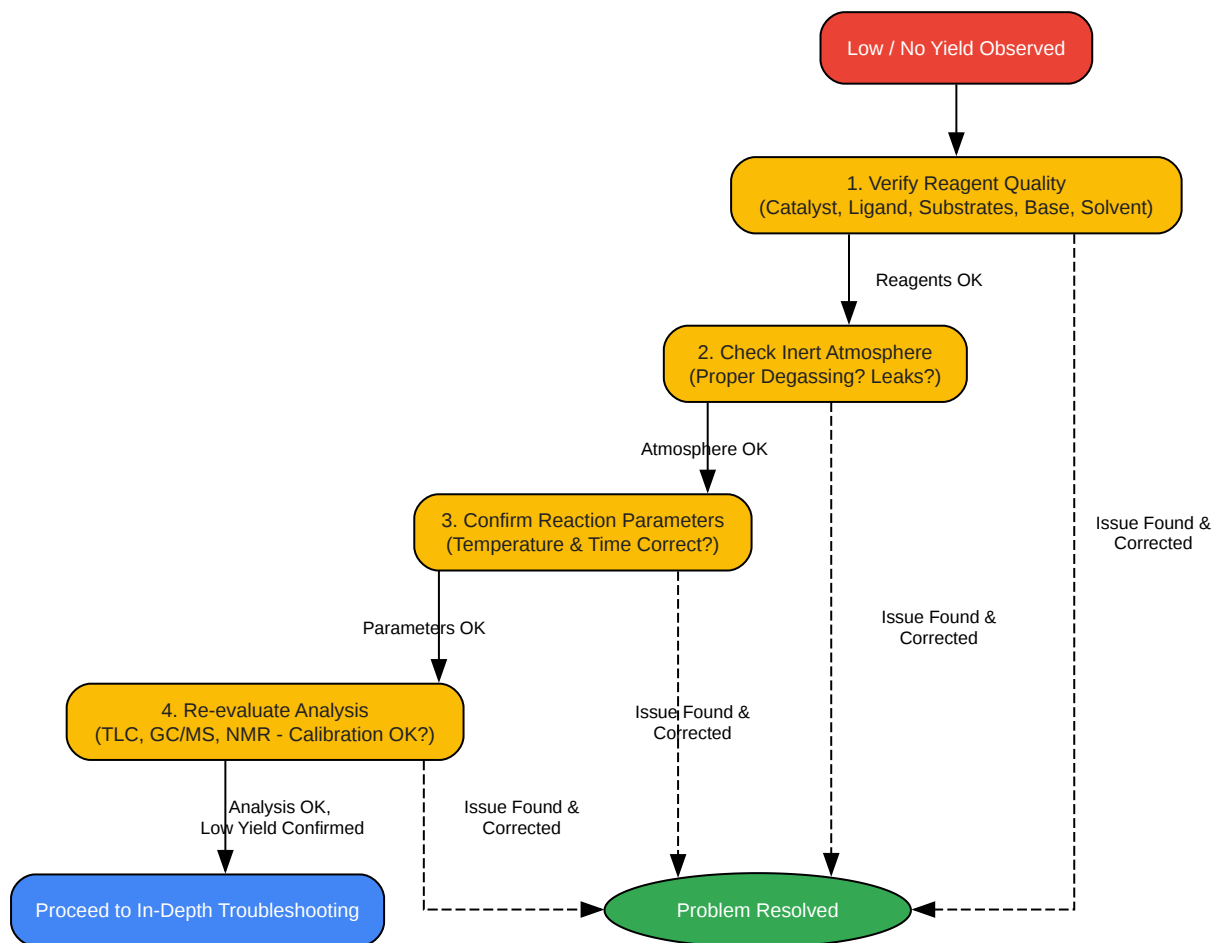 Low / No Yield Observed
1. Verify Reagent Quality
(Catalyst, Ligand, Substrates, Base, Solvent)
Reagents OK
2. Check Inert Atmosphere
(Proper Degassing? Leaks?)
Atmosphere OK
3. Confirm Reaction Parameters
(Temperature & Time Correct?)
Issue Found &
Corrected
Issue Found &
Corrected
Parameters OK
4. Re-evaluate Analysis
(TLC, GC/MS, NMR - Calibration OK?)
Issue Found &
Corrected
Analysis OK,
Low Yield Confirmed
Issue Found &
Corrected
Proceed to In-Depth Troubleshooting
Problem Resolved